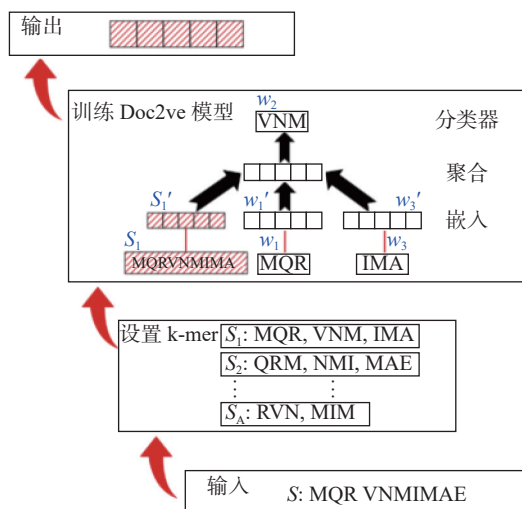 输出
训练 Doc2ve 模型
w₂
VNM
分类器
聚合
S₁′
w₁′
w₃′
嵌入
S₁
w₁
w₃
MQRVNMIMA
MQR
IMA
设置 k-mer
S₁: MQR, VNM, IMA
S₂: QRM, NMI, MAE
⋮ ⋮
S_A: RVN, MIM
输入
S: MQR VNMIMAE